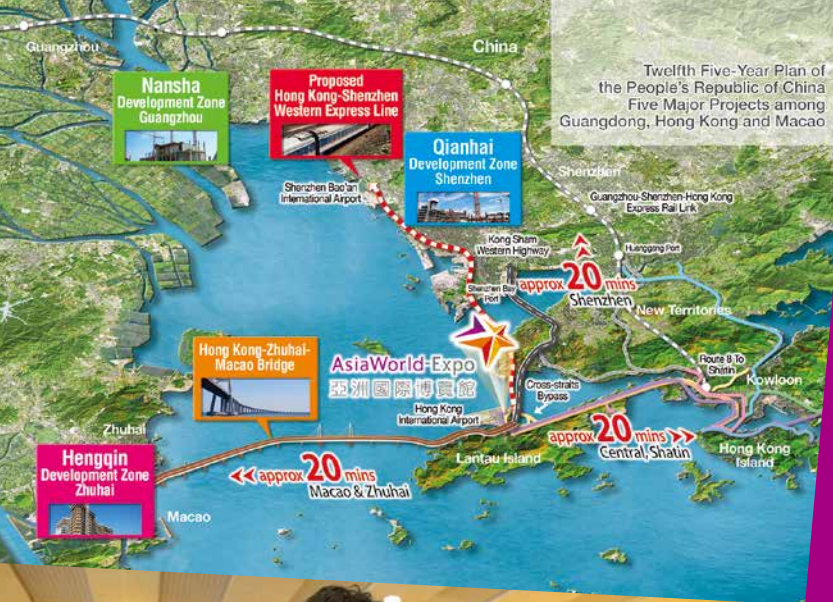 Guangzhou
China
Twelfth Five-Year Plan of
the People's Republic of China
Five Major Projects among
Guangdong, Hong Kong and Macao
Nansha
Development Zone
Guangzhou
Proposed
Hong Kong-Shenzhen
Western Express Line
Qianhai
Development Zone
Shenzhen
Shenzhen Bao'an
International Airport
Shenzhen
Guangzhou-Shenzhen-Hong Kong
Express Rail Link
Kong Sham
Western Highway
Huanggang Port
Shenzhen Bay
Port
approx 20 mins
Shenzhen
New Territories
Hong Kong-Zhuhai-
Macao Bridge
AsiaWorld-Expo
亞洲國際博覽館
Route 8 To
Shatin
Kowloon
Hong Kong
International Airport
Cross-straits
Bypass
Zhuhai
Hengqin
Development Zone
Zhuhai
approx 20 mins
Central, Shatin
Hong Kong
Island
Lantau Island
approx 20 mins
Macao & Zhuhai
Macao